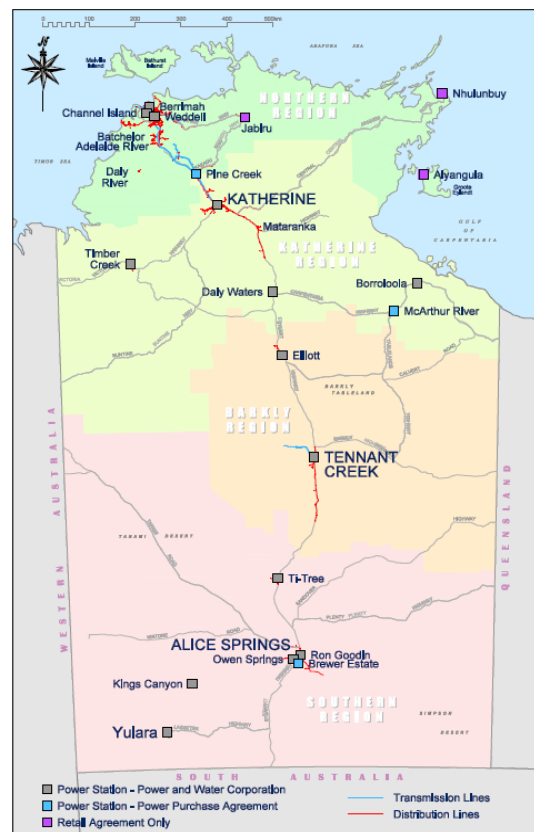 0
100
200
300
N
km
ARAFURA SEA
Melville
Island
Bathurst
Island
Berrimah
Channel Island
Weddell
NORTHERN
REGION
Nhulunbuy
Jabiru
Batchelor
Adelaide River
TIMOR SEA
Daly
River
Pine Creek
Alyangula
Groote
Eylandt
KATHERINE
GULF
OF
CARPENTARIA
Mataranka
KATHERINE
REGION
Timber
Creek
VICTORIA
Borroloola
Daly Waters
McArthur River
Elliott
BARKLY
TABLELAND
BARKLY
REGION
TENNANT
CREEK
WESTERN AUSTRALIA
QUEENSLAND
TANAMI DESERT
HIGHWAY
Ti-Tree
SANDOVER
PLENTY
ALICE SPRINGS
Ron Goodin
Owen Springs
Brewer Estate
Kings Canyon
SOUTHERN
REGION
SIMPSON
DESERT
Yulara
LASSETER HIGHWAY
SOUTH AUSTRALIA
Power Station - Power and Water Corporation
Power Station - Power Purchase Agreement
Retail Agreement Only
Transmission Lines
Distribution Lines